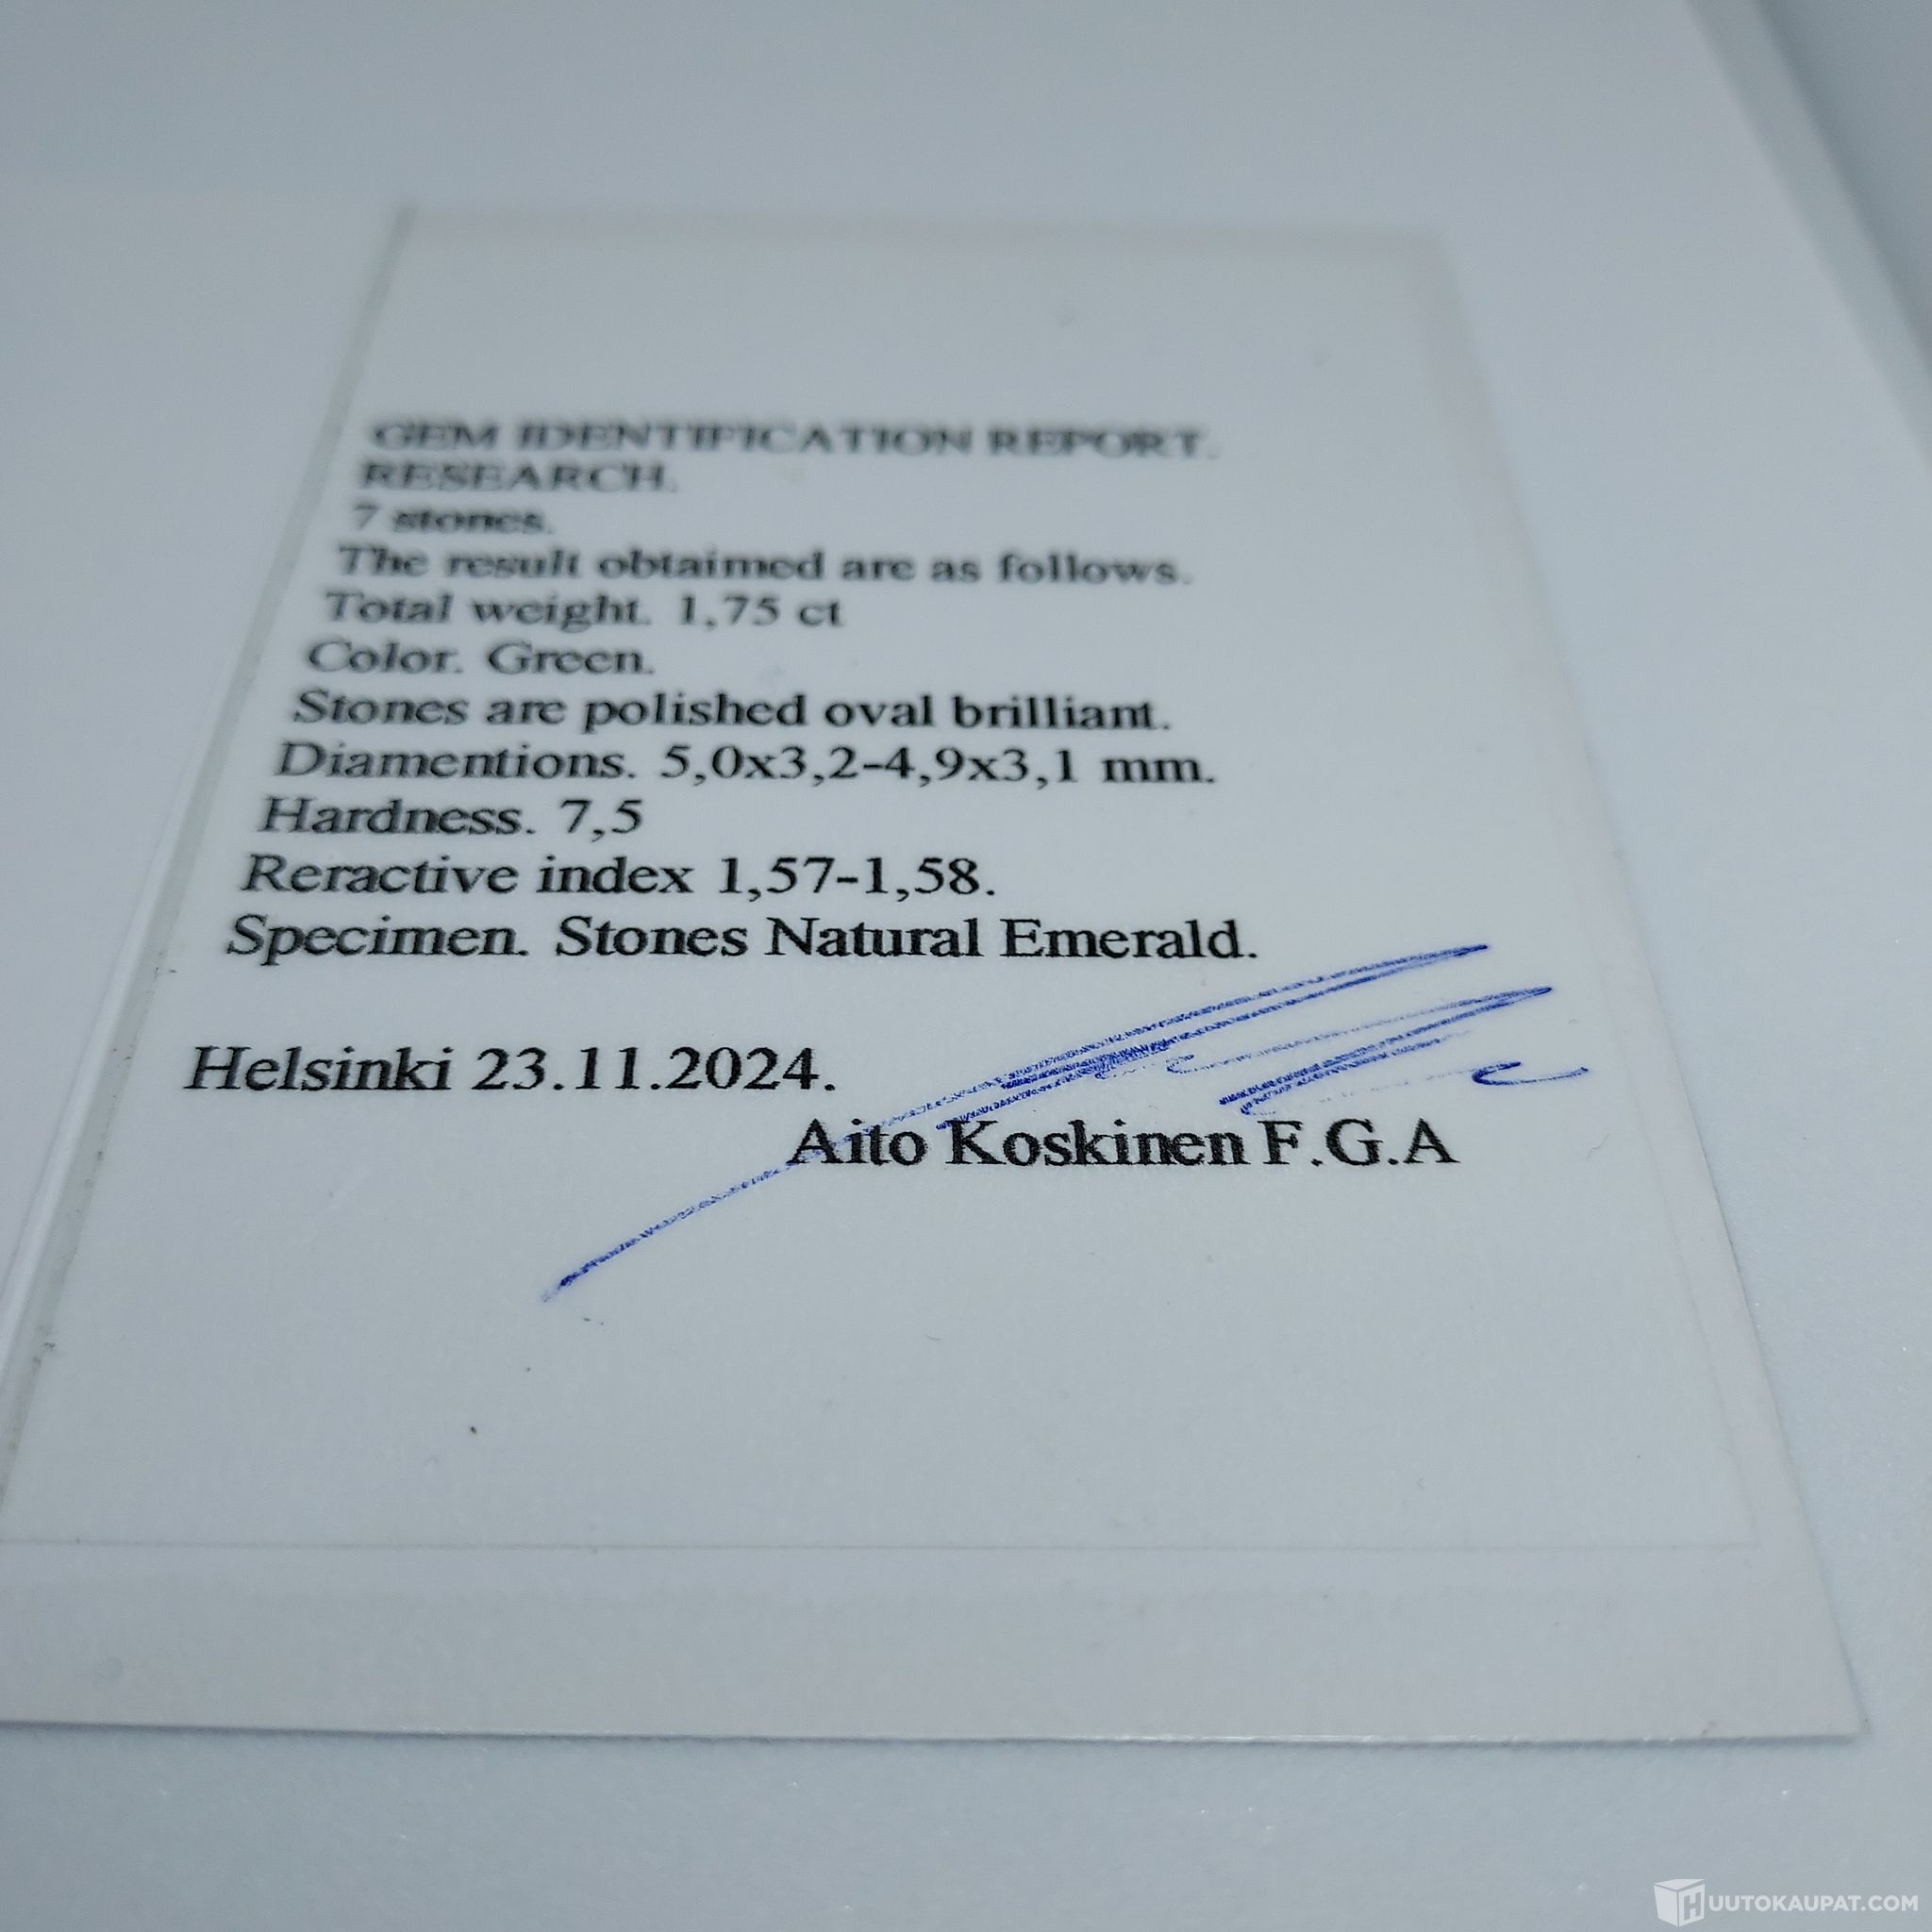 GEM IDENTIFICATION REPORT.
RESEARCH.
7 stones.
The result obtaimed are as follows.
Total weight. 1,75 ct
Color. Green.
Stones are polished oval brilliant.
Diamentions. 5,0x3,2-4,9x3,1 mm.
Hardness. 7,5
Reractive index 1,57-1,58.
Specimen. Stones Natural Emerald.
Helsinki 23.11.2024.
Aito Koskinen F.G.A
HUUTOKAUPAT.COM